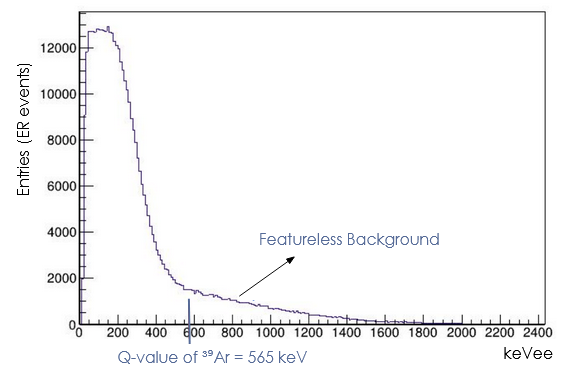 12000
10000
8000
6000
4000
2000
0
Entries (ER events)
Featureless Background
0 200 400 600 800 1000 1200 1400 1600 1800 2000 2200 2400
keVee
Q-value of ³⁹Ar = 565 keV